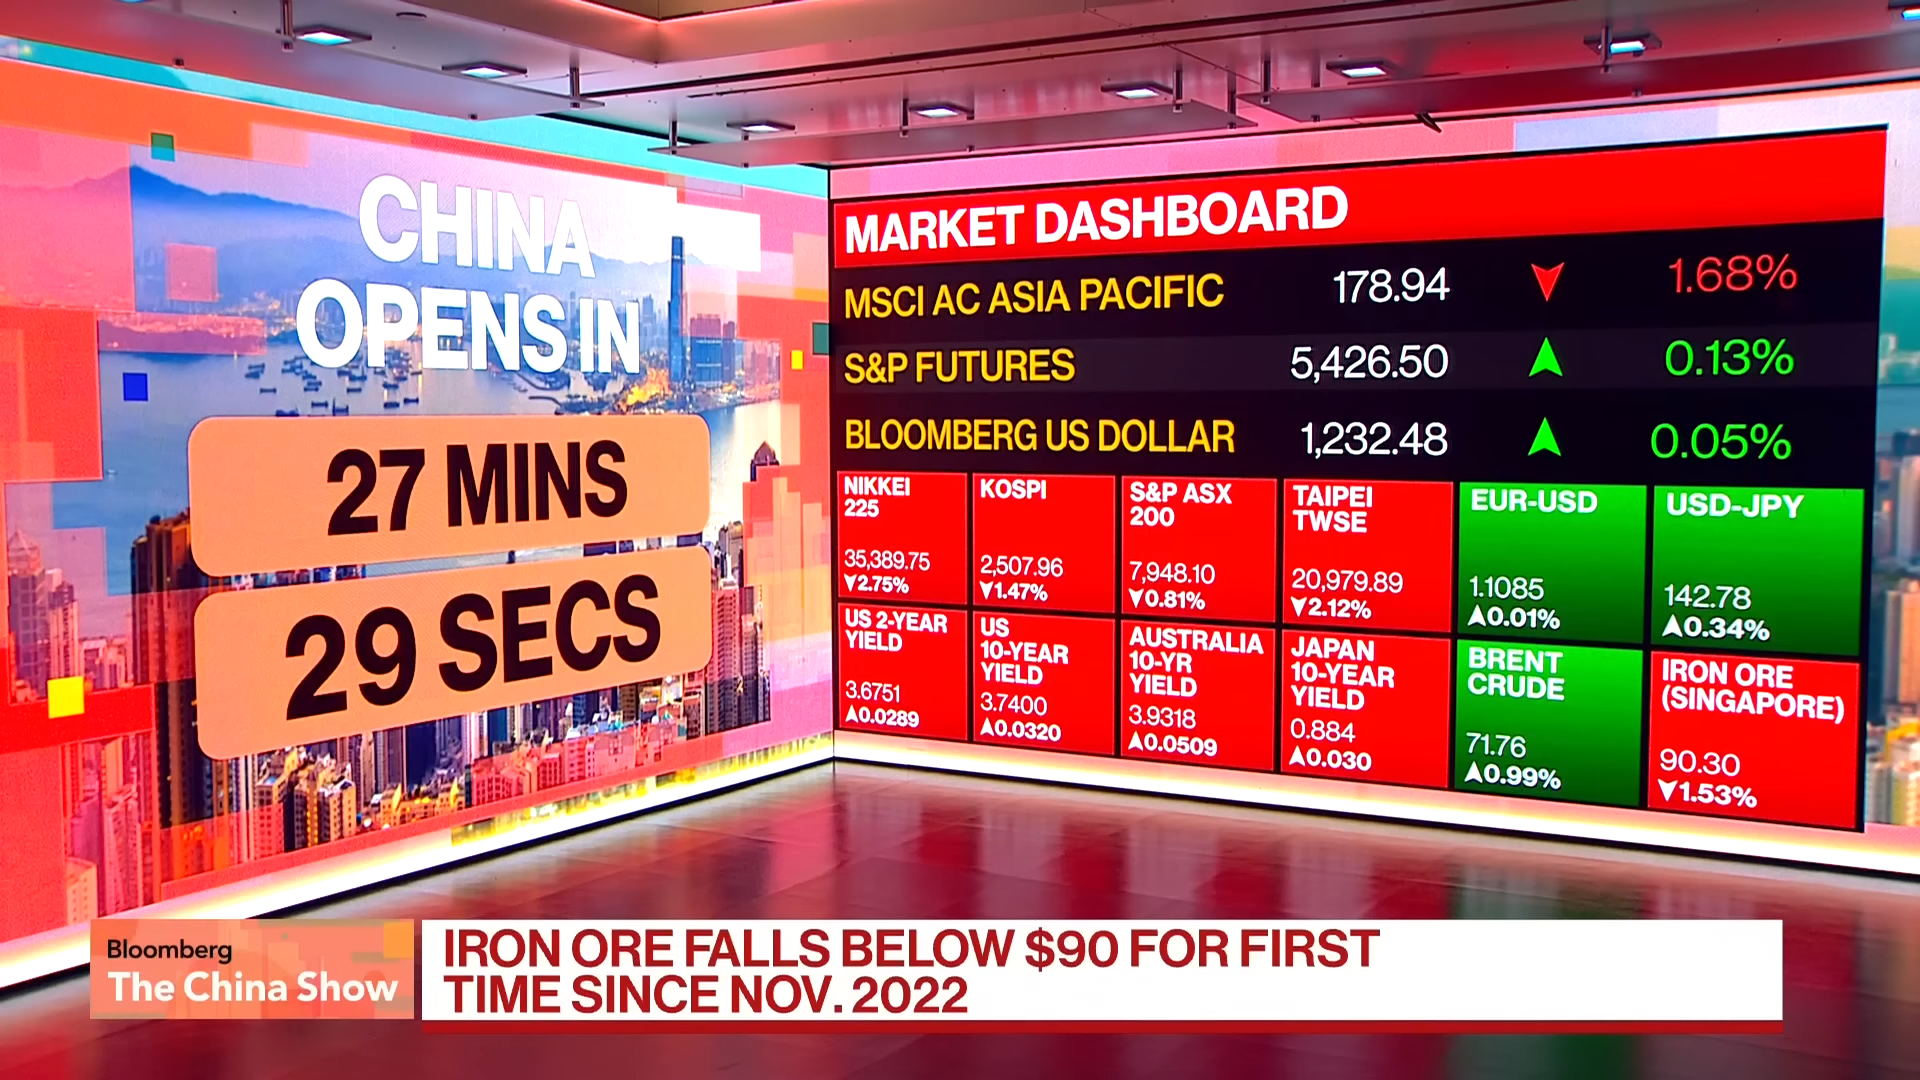 CHINA
OPENS IN
27 MINS
29 SECS
MARKET DASHBOARD
MSCI AC ASIA PACIFIC 178.94 ▼ 1.68%
S&P FUTURES 5,426.50 ▲ 0.13%
BLOOMBERG US DOLLAR 1,232.48 ▲ 0.05%
NIKKEI
225
35,389.75
▼2.75%
KOSPI
2,507.96
▼1.47%
S&P ASX
200
7,948.10
▼0.81%
TAIPEI
TWSE
20,979.89
▼2.12%
EUR-USD
1.1085
▲0.01%
USD-JPY
142.78
▲0.34%
US 2-YEAR
YIELD
3.6751
▲0.0289
US
10-YEAR
YIELD
3.7400
▲0.0320
AUSTRALIA
10-YR
YIELD
3.9318
▲0.0509
JAPAN
10-YEAR
YIELD
0.884
▲0.030
BRENT
CRUDE
71.76
▲0.99%
IRON ORE
(SINGAPORE)
90.30
▼1.53%
Bloomberg
The China Show
IRON ORE FALLS BELOW $90 FOR FIRST
TIME SINCE NOV. 2022